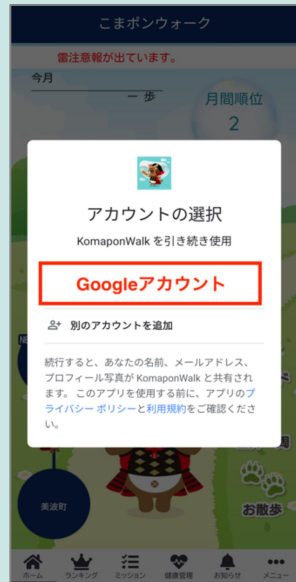 こまポンウォーク
雷注意報が出ています。
今月
一 歩
月間順位
2
アカウントの選択
KomaponWalk を引き続き使用
Googleアカウント
別のアカウントを追加
続行すると、あなたの名前、メールアドレス、
プロフィール写真が KomaponWalk と共有され
ます。このアプリを使用する前に、アプリのプ
ライバシー ポリシーと利用規約をご確認くださ
い。
美波町
お散歩
ホーム ランキング ミッション 健康管理 お知らせ メニュー